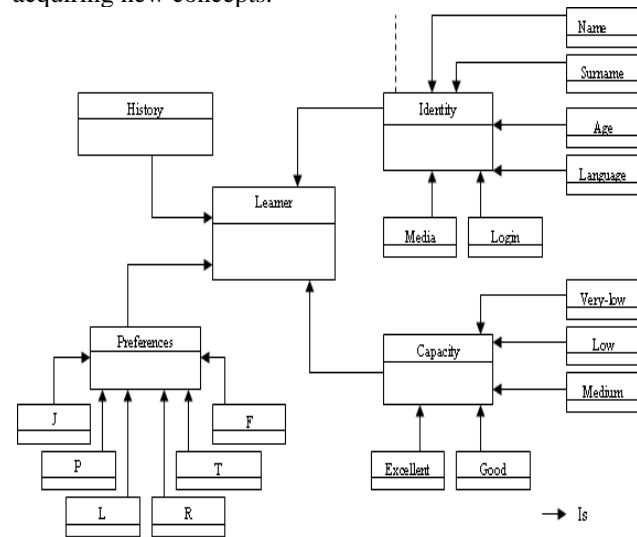 acquiring new concepts.
Name
Surname
History
Identity
Age
Language
Learner
Media
Login
Very-low
Preferences
Capacity
Low
Medium
J
F
P
T
Excellent
Good
L
R
Is